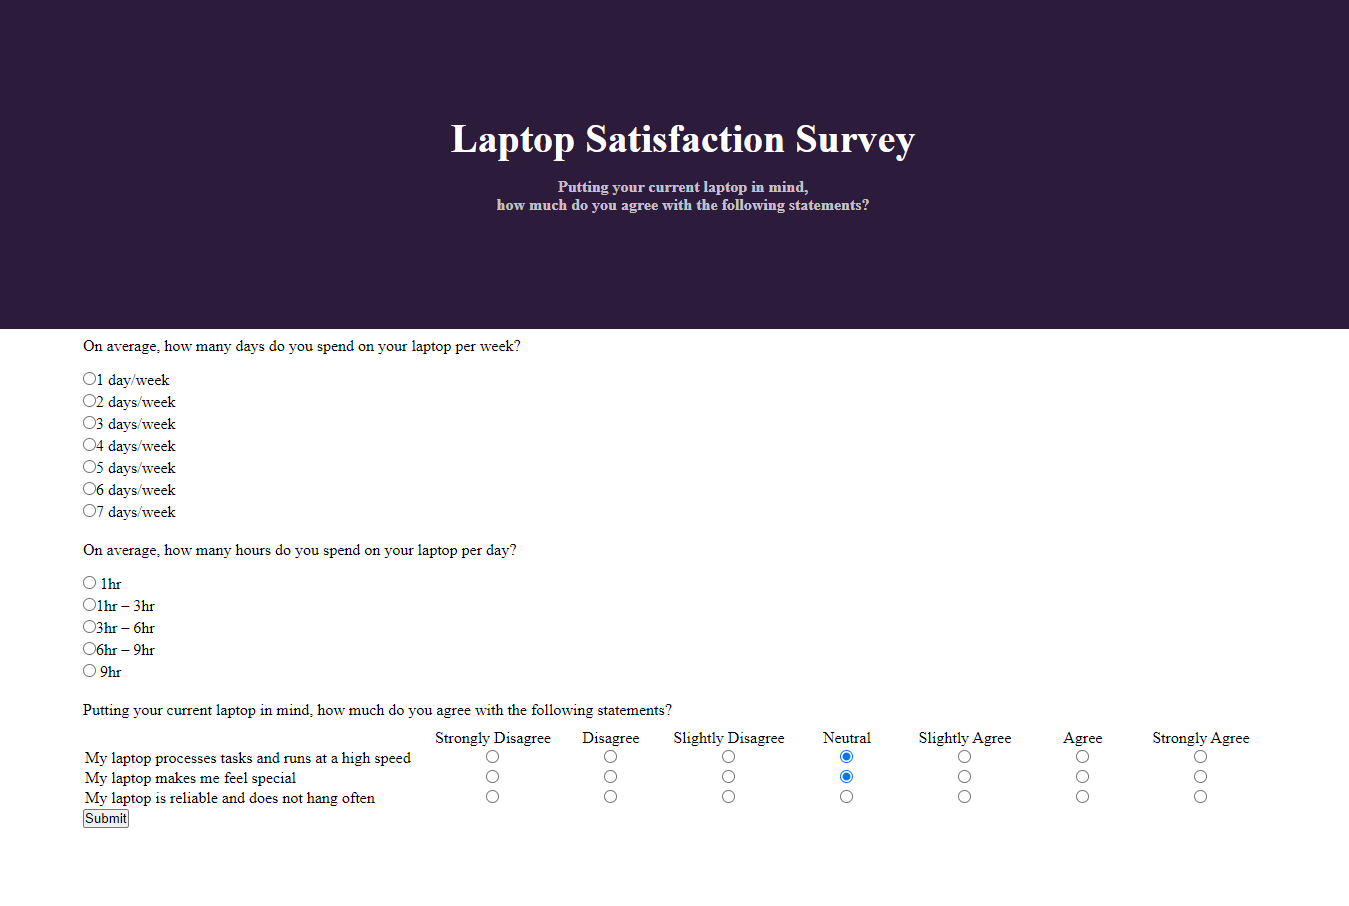 Laptop Satisfaction Survey
Putting your current laptop in mind,
how much do you agree with the following statements?
On average, how many days do you spend on your laptop per week?
1 day/week
2 days/week
3 days/week
4 days/week
5 days/week
6 days/week
7 days/week
On average, how many hours do you spend on your laptop per day?
1hr
1hr – 3hr
3hr – 6hr
6hr – 9hr
9hr
Putting your current laptop in mind, how much do you agree with the following statements?
Strongly Disagree Disagree Slightly Disagree Neutral Slightly Agree Agree Strongly Agree
My laptop processes tasks and runs at a high speed
My laptop makes me feel special
My laptop is reliable and does not hang often
Submit